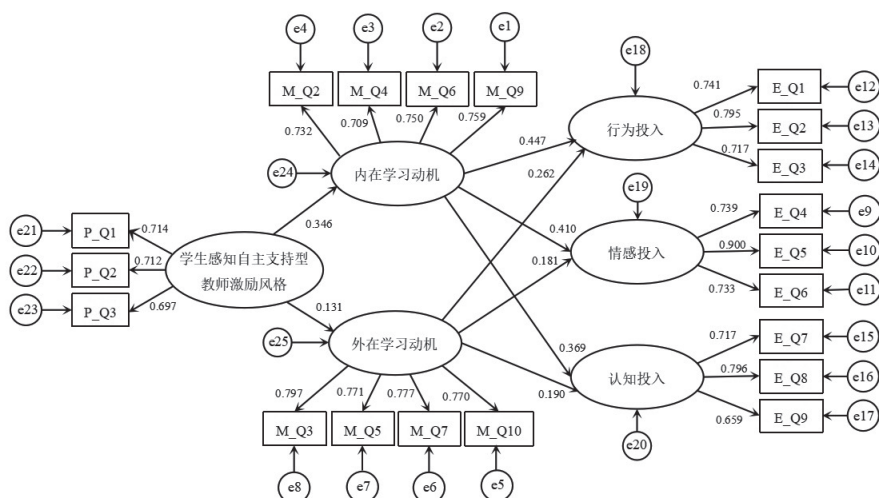 e4
e3
e2
e1
M_Q2
M_Q4
M_Q6
M_Q9
0.732
0.709
0.750
0.759
e24
内在学习动机
0.346
e21
P_Q1
0.714
e22
P_Q2
0.712
e23
P_Q3
0.697
学生感知自主支持型
教师激励风格
0.131
e25
外在学习动机
0.797
0.771
0.777
0.770
M_Q3
M_Q5
M_Q7
M_Q10
e8
e7
e6
e5
0.447
0.262
0.410
0.181
0.369
0.190
e18
行为投入
0.741
E_Q1
e12
0.795
E_Q2
e13
0.717
E_Q3
e14
e19
情感投入
0.739
E_Q4
e9
0.900
E_Q5
e10
0.733
E_Q6
e11
认知投入
e20
0.717
E_Q7
e15
0.796
E_Q8
e16
0.659
E_Q9
e17